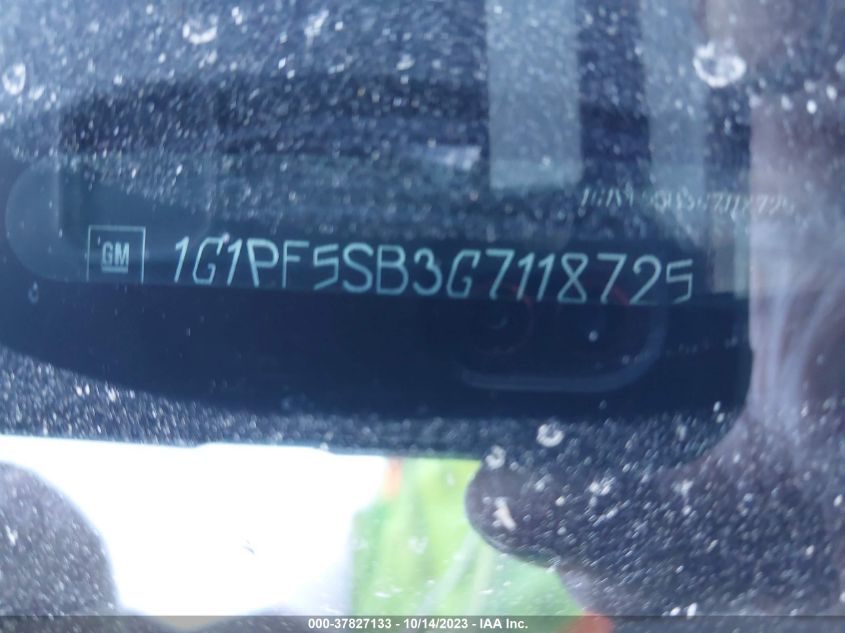 GM 1G1PF5SB3G7118725
000-37827133 - 10/14/2023 - IAA Inc.